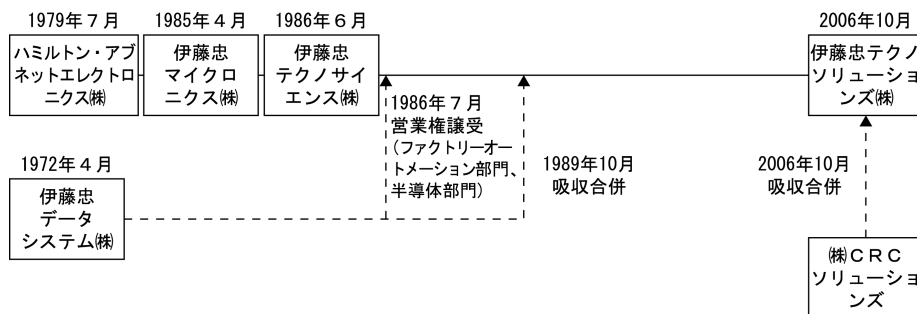 1979年7月
ハミルトン・アブ
ネットエレクトロ
ニクス㈱
1985年4月
伊藤忠
マイクロ
ニクス㈱
1986年6月
伊藤忠
テクノサイ
エンス㈱
2006年10月
伊藤忠テクノ
ソリューショ
ンズ㈱
1986年7月
営業権譲受
(ファクトリーオー
トメーション部門、
半導体部門)
1989年10月
吸収合併
2006年10月
吸収合併
1972年4月
伊藤忠
データ
システム㈱
㈱CRC
ソリューショ
ンズ